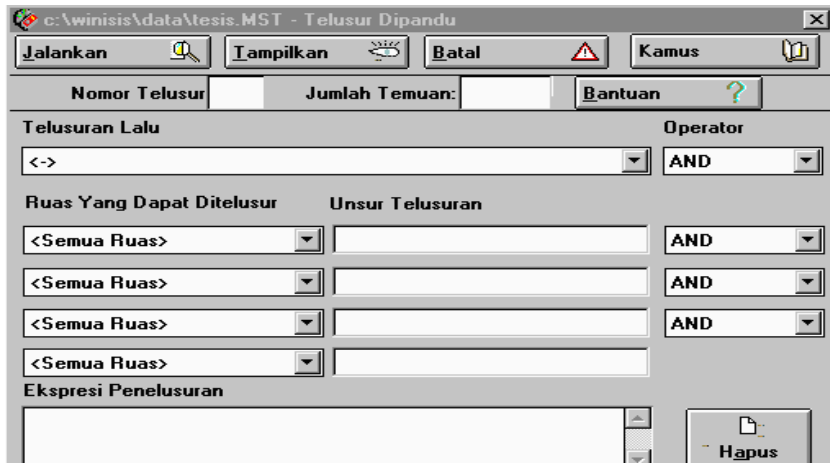 c:\winisis\data\tesis.MST - Telusur Dipandu
Jalankan Tampilkan Batal Kamus
Nomor Telusur Jumlah Temuan: Bantuan
Telusuran Lalu Operator
<-> AND
Ruas Yang Dapat Ditelusur Unsur Telusuran
<Semua Ruas> AND
<Semua Ruas> AND
<Semua Ruas> AND
<Semua Ruas>
Ekspresi Penelusuran
Hapus